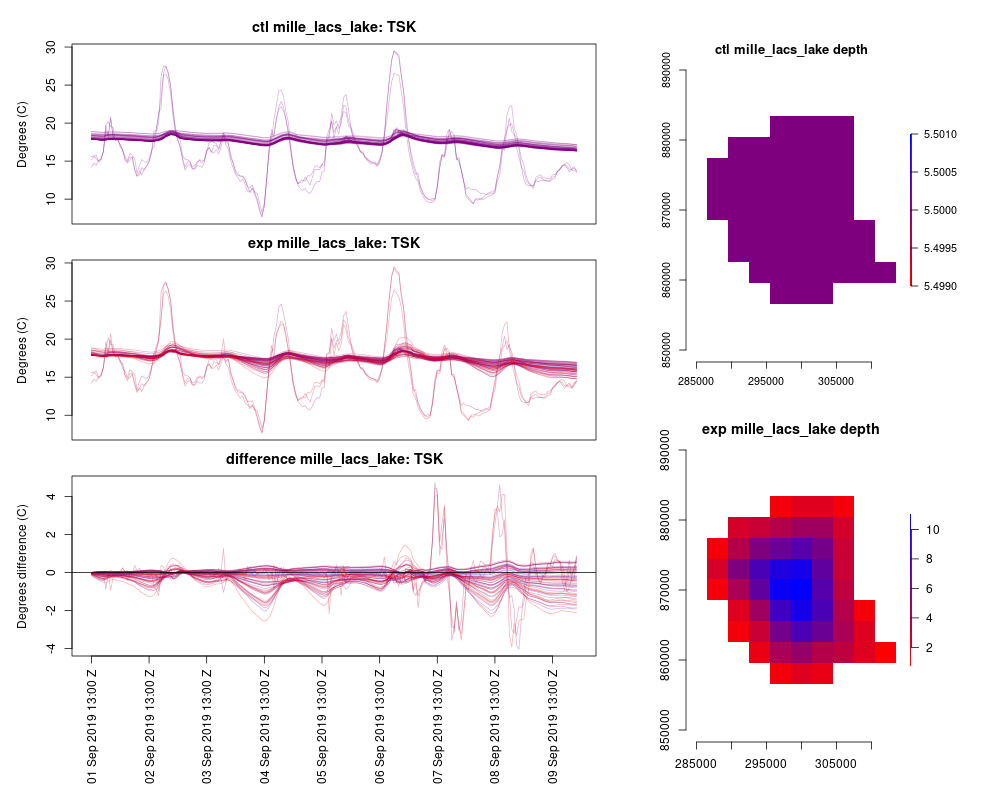 ctl mille_lacs_lake: TSK
Degrees (C)
30
25
20
15
10
exp mille_lacs_lake: TSK
Degrees (C)
30
25
20
15
10
difference mille_lacs_lake: TSK
Degrees difference (C)
4
2
0
-2
-4
01 Sep 2019 13:00 Z
02 Sep 2019 13:00 Z
03 Sep 2019 13:00 Z
04 Sep 2019 13:00 Z
05 Sep 2019 13:00 Z
06 Sep 2019 13:00 Z
07 Sep 2019 13:00 Z
08 Sep 2019 13:00 Z
09 Sep 2019 13:00 Z
ctl mille_lacs_lake depth
890000
880000
870000
860000
850000
285000 295000 305000
5.5010
5.5005
5.5000
5.4995
5.4990
exp mille_lacs_lake depth
890000
880000
870000
860000
850000
285000 295000 305000
10
8
6
4
2